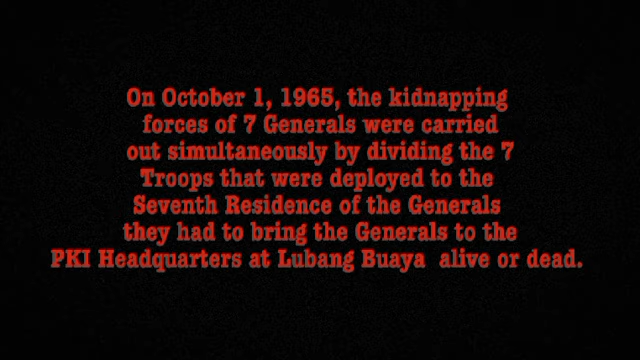 On October 1, 1965, the kidnapping
forces of 7 Generals were carried
out simultaneously by dividing the 7
Troops that were deployed to the
Seventh Residence of the Generals
they had to bring the Generals to the
PKI Headquarters at Lubang Buaya alive or dead.